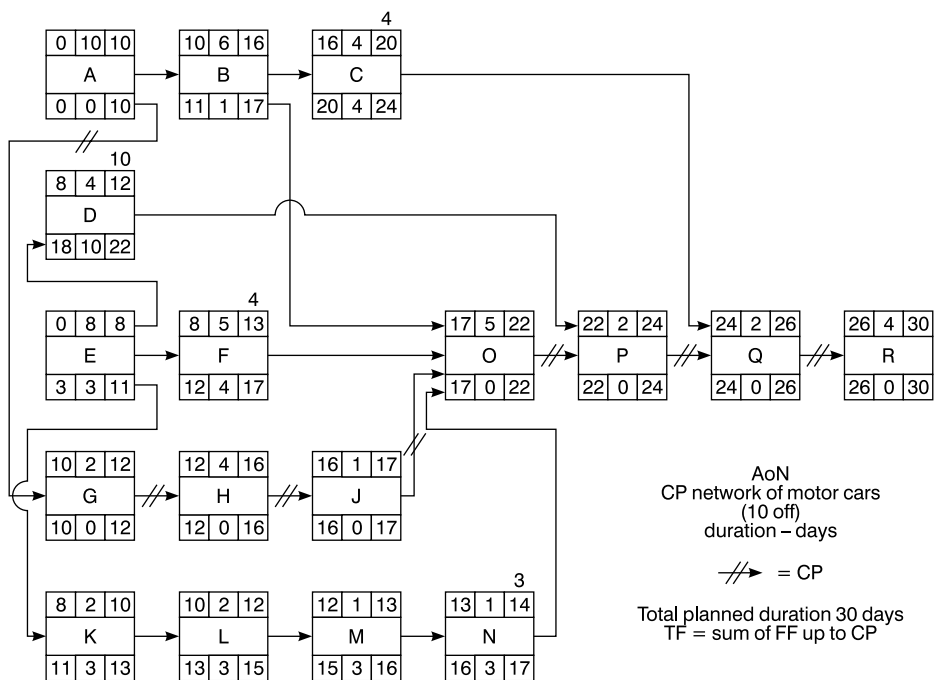 4
0 10 10
A
0 0 10
10 6 16
B
11 1 17
16 4 20
C
20 4 24
10
8 4 12
D
18 10 22
0 8 8
E
3 3 11
4
8 5 13
F
12 4 17
17 5 22
O
17 0 22
22 2 24
P
22 0 24
24 2 26
Q
24 0 26
26 4 30
R
26 0 30
10 2 12
G
10 0 12
12 4 16
H
12 0 16
16 1 17
J
16 0 17
8 2 10
K
11 3 13
10 2 12
L
13 3 15
12 1 13
M
15 3 16
3
13 1 14
N
16 3 17
AoN
CP network of motor cars
(10 off)
duration – days
= CP
Total planned duration 30 days
TF = sum of FF up to CP